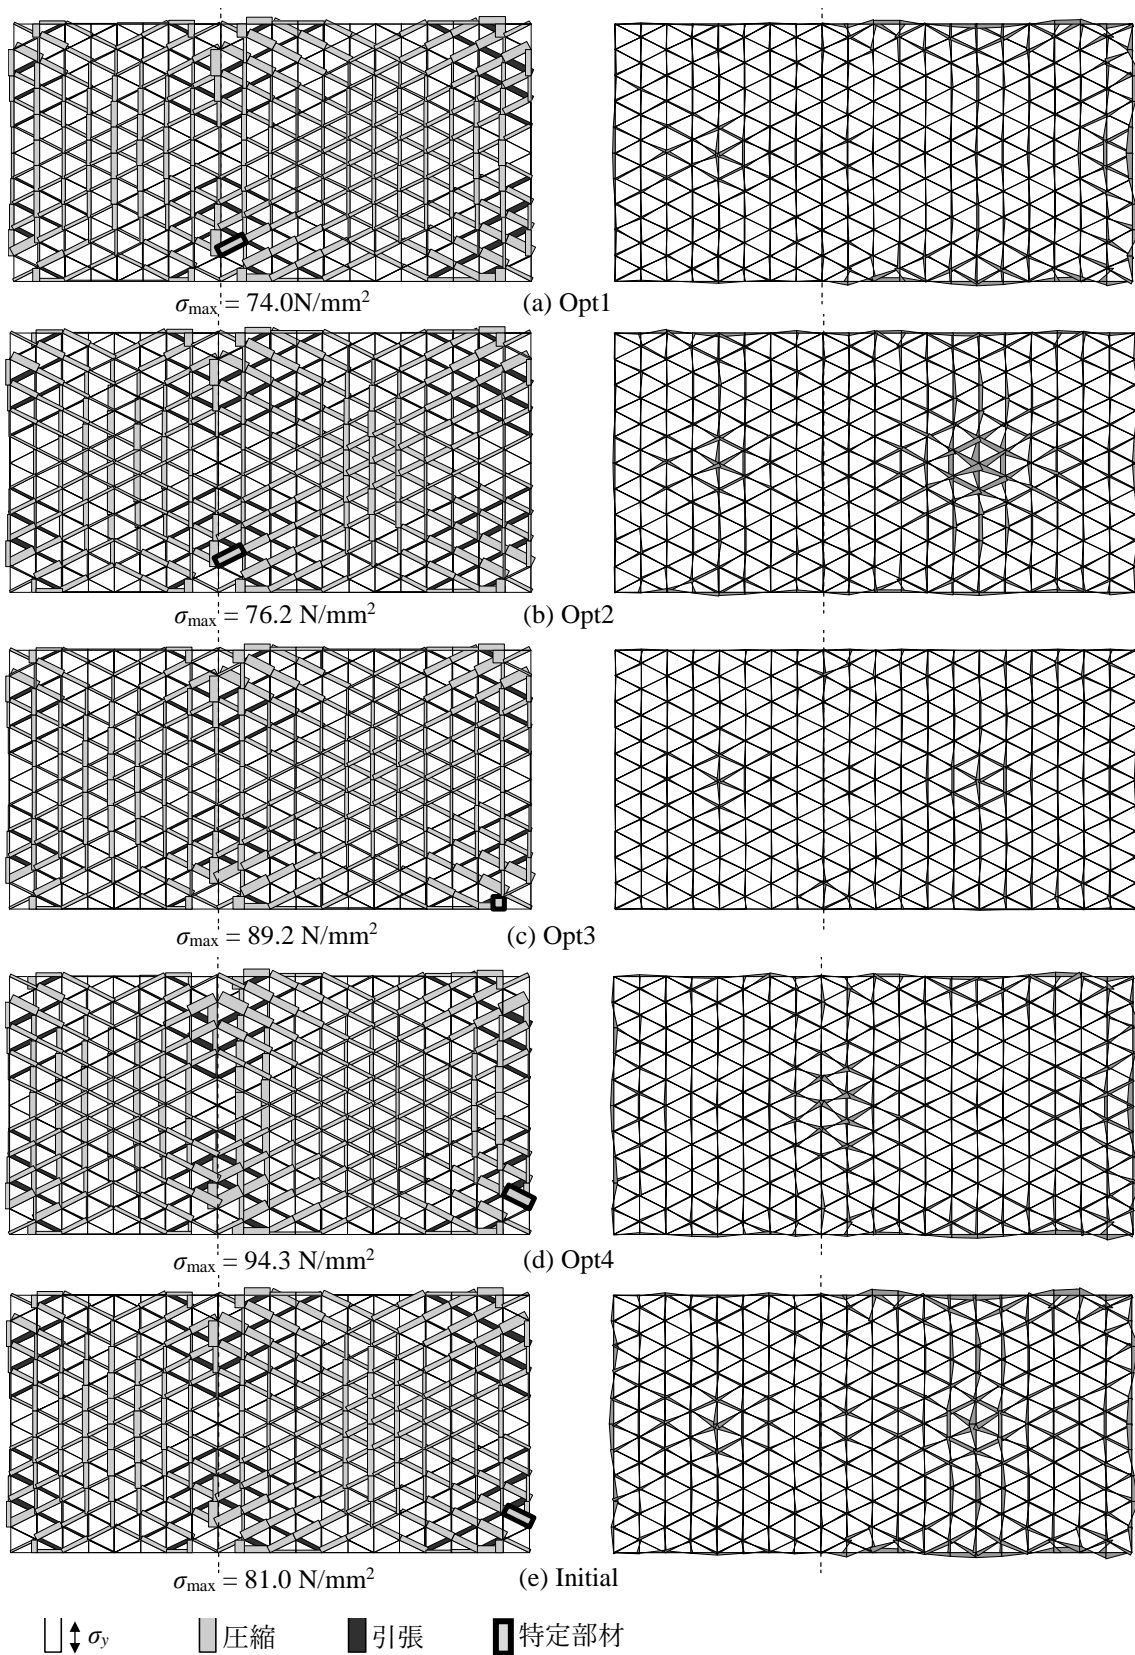 σmax = 74.0N/mm²
(a) Opt1
σmax = 76.2 N/mm²
(b) Opt2
σmax = 89.2 N/mm²
(c) Opt3
σmax = 94.3 N/mm²
(d) Opt4
σmax = 81.0 N/mm²
(e) Initial
σy 圧縮 引張 特定部材